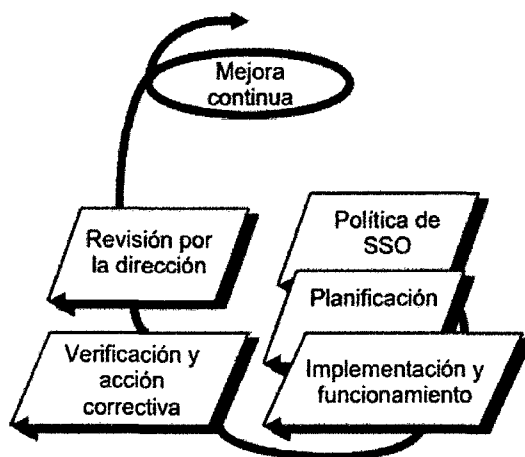 Mejora
continua
Política de
SSO
Planificación
Implementación y
funcionamiento
Verificación y
acción
correctiva
Revisión por
la dirección